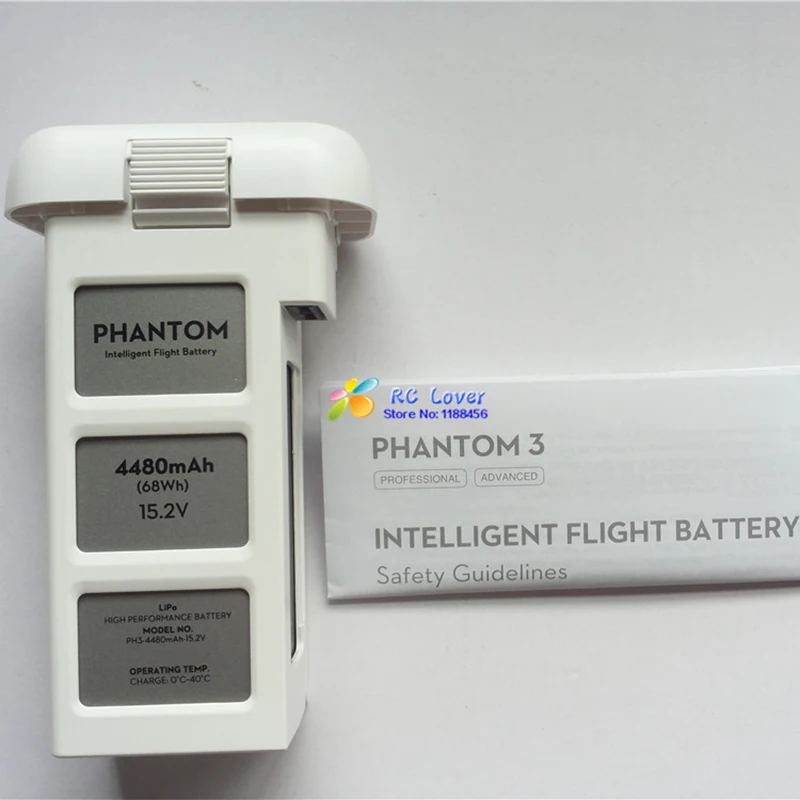 PHANTOM
Intelligent Flight Battery
4480mAh
(68Wh)
15.2V
LiPo
HIGH PERFORMANCE BATTERY
MODEL NO.
PH3-4480mAh-15.2V
OPERATING TEMP.
CHARGE: 0°C-40°C
RC Lover
Store No: 1188456
PHANTOM 3
PROFESSIONAL ADVANCED
INTELLIGENT FLIGHT BATTERY
Safety Guidelines